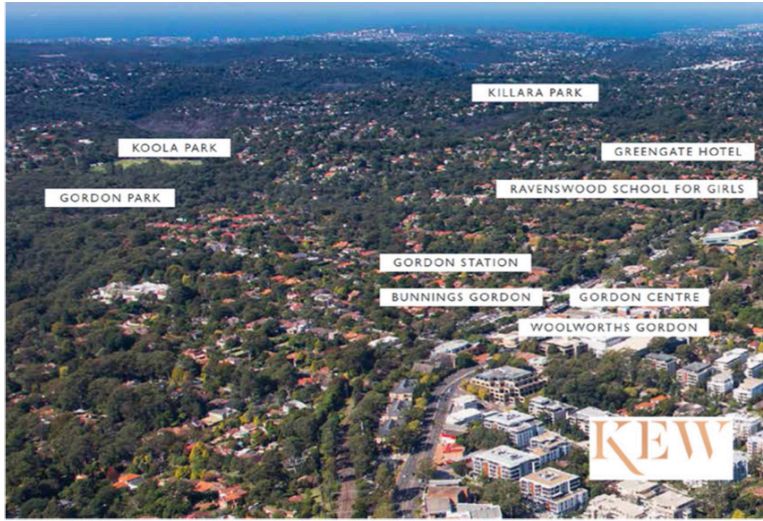 KILLARA PARK
KOOLA PARK
GREENGATE HOTEL
RAVENSWOOD SCHOOL FOR GIRLS
GORDON PARK
GORDON STATION
BUNNINGS GORDON
GORDON CENTRE
WOOLWORTHS GORDON
KEW